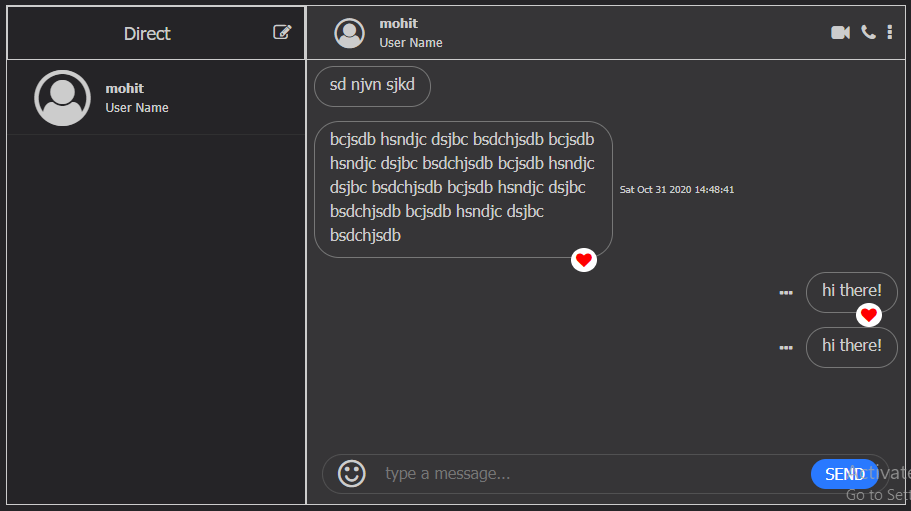 Direct
mohit
User Name
mohit
User Name
sd njvn sjkd
bcjsdb hsndjc dsjbc bsdchjsdb bcjsdb
hsndjc dsjbc bsdchjsdb bcjsdb hsndjc
dsjbc bsdchjsdb bcjsdb hsndjc dsjbc
bsdchjsdb bcjsdb hsndjc dsjbc
bsdchjsdb
Sat Oct 31 2020 14:48:41
hi there!
hi there!
type a message...
SEND
Activate
Go to Sett